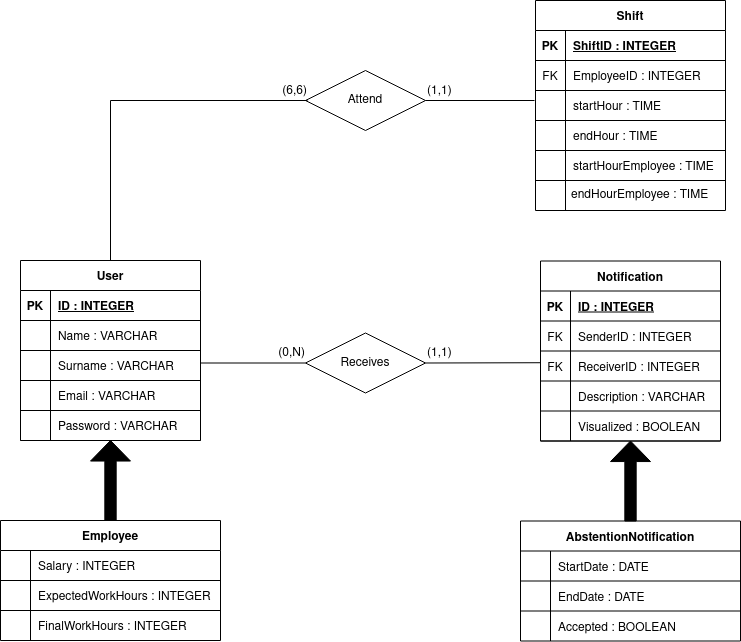 Shift
PK ShiftID : INTEGER
FK EmployeeID : INTEGER
startHour : TIME
endHour : TIME
startHourEmployee : TIME
endHourEmployee : TIME
(6,6) Attend (1,1)
User
PK ID : INTEGER
Name : VARCHAR
Surname : VARCHAR
Email : VARCHAR
Password : VARCHAR
(0,N) Receives (1,1)
Notification
PK ID : INTEGER
FK SenderID : INTEGER
FK ReceiverID : INTEGER
Description : VARCHAR
Visualized : BOOLEAN
Employee
Salary : INTEGER
ExpectedWorkHours : INTEGER
FinalWorkHours : INTEGER
AbstentionNotification
StartDate : DATE
EndDate : DATE
Accepted : BOOLEAN